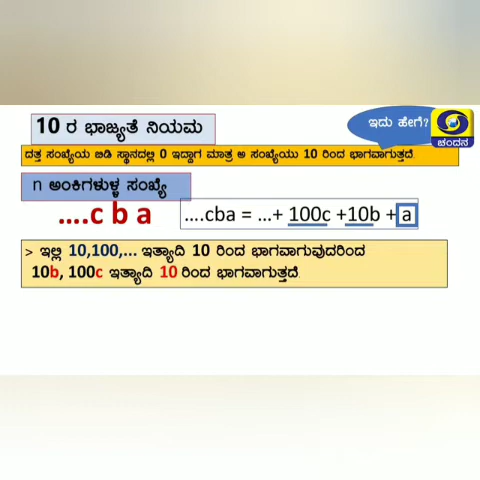 10 ರ ಭಾಜ್ಯತೆ ನಿಯಮ
ಇದು ಹೇಗೆ?
ಚಂದನ
ದತ್ತ ಸಂಖ್ಯೆಯ ಬಿಡಿ ಸ್ಥಾನದಲ್ಲಿ 0 ಇದ್ದಾಗ ಮಾತ್ರ ಆ ಸಂಖ್ಯೆಯು 10 ರಿಂದ ಭಾಗವಾಗುತ್ತದೆ.
n ಅಂಕಿಗಳುಳ್ಳ ಸಂಖ್ಯೆ
....c b a
....cba = ...+ 100c +10b + a
> ಇಲ್ಲಿ 10,100,... ಇತ್ಯಾದಿ 10 ರಿಂದ ಭಾಗವಾಗುವುದರಿಂದ
10b, 100c ಇತ್ಯಾದಿ 10 ರಿಂದ ಭಾಗವಾಗುತ್ತದೆ.